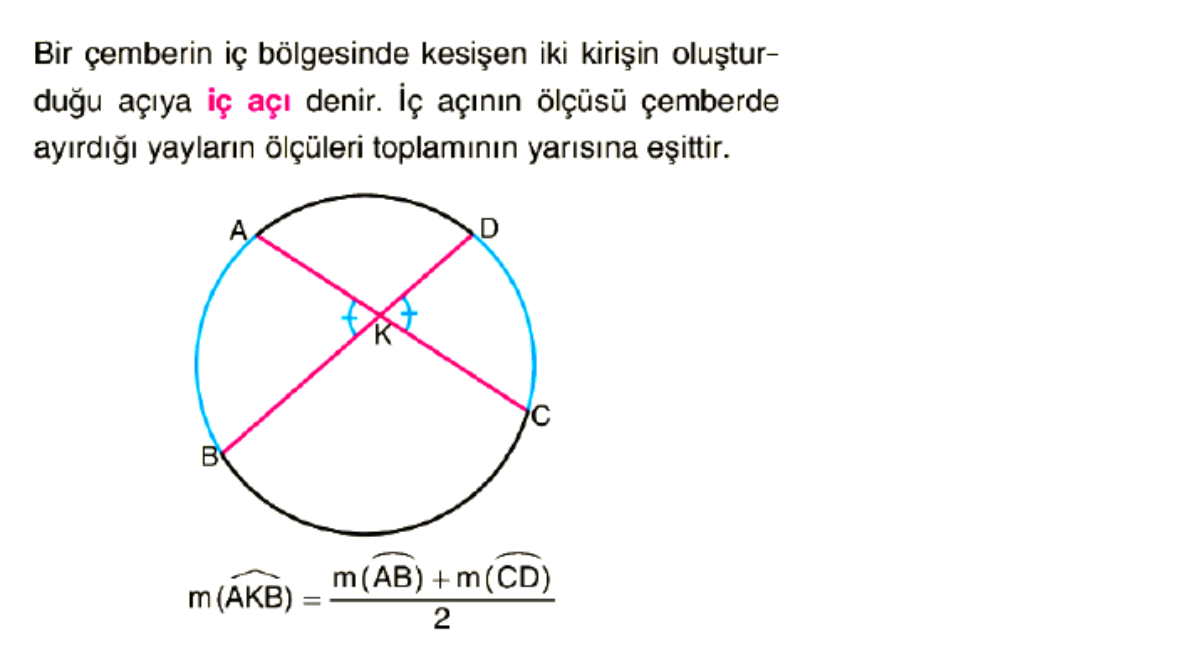 Bir çemberin iç bölgesinde kesişen iki kirişin oluştur-
duğu açıya iç açı denir. İç açının ölçüsü çemberde
ayırdığı yayların ölçüleri toplamının yarısına eşittir.
A
D
K
C
B
m(AKB) = m(AB) + m(CD)
2